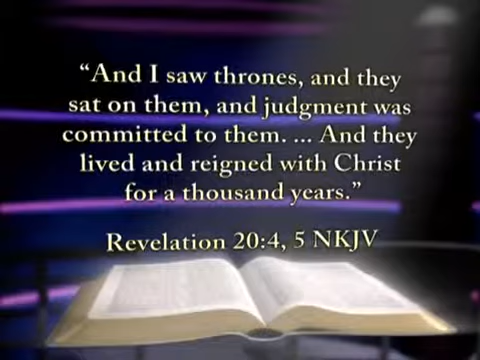 “And I saw thrones, and they
sat on them, and judgment was
committed to them. ... And they
lived and reigned with Christ
for a thousand years.”
Revelation 20:4, 5 NKJV